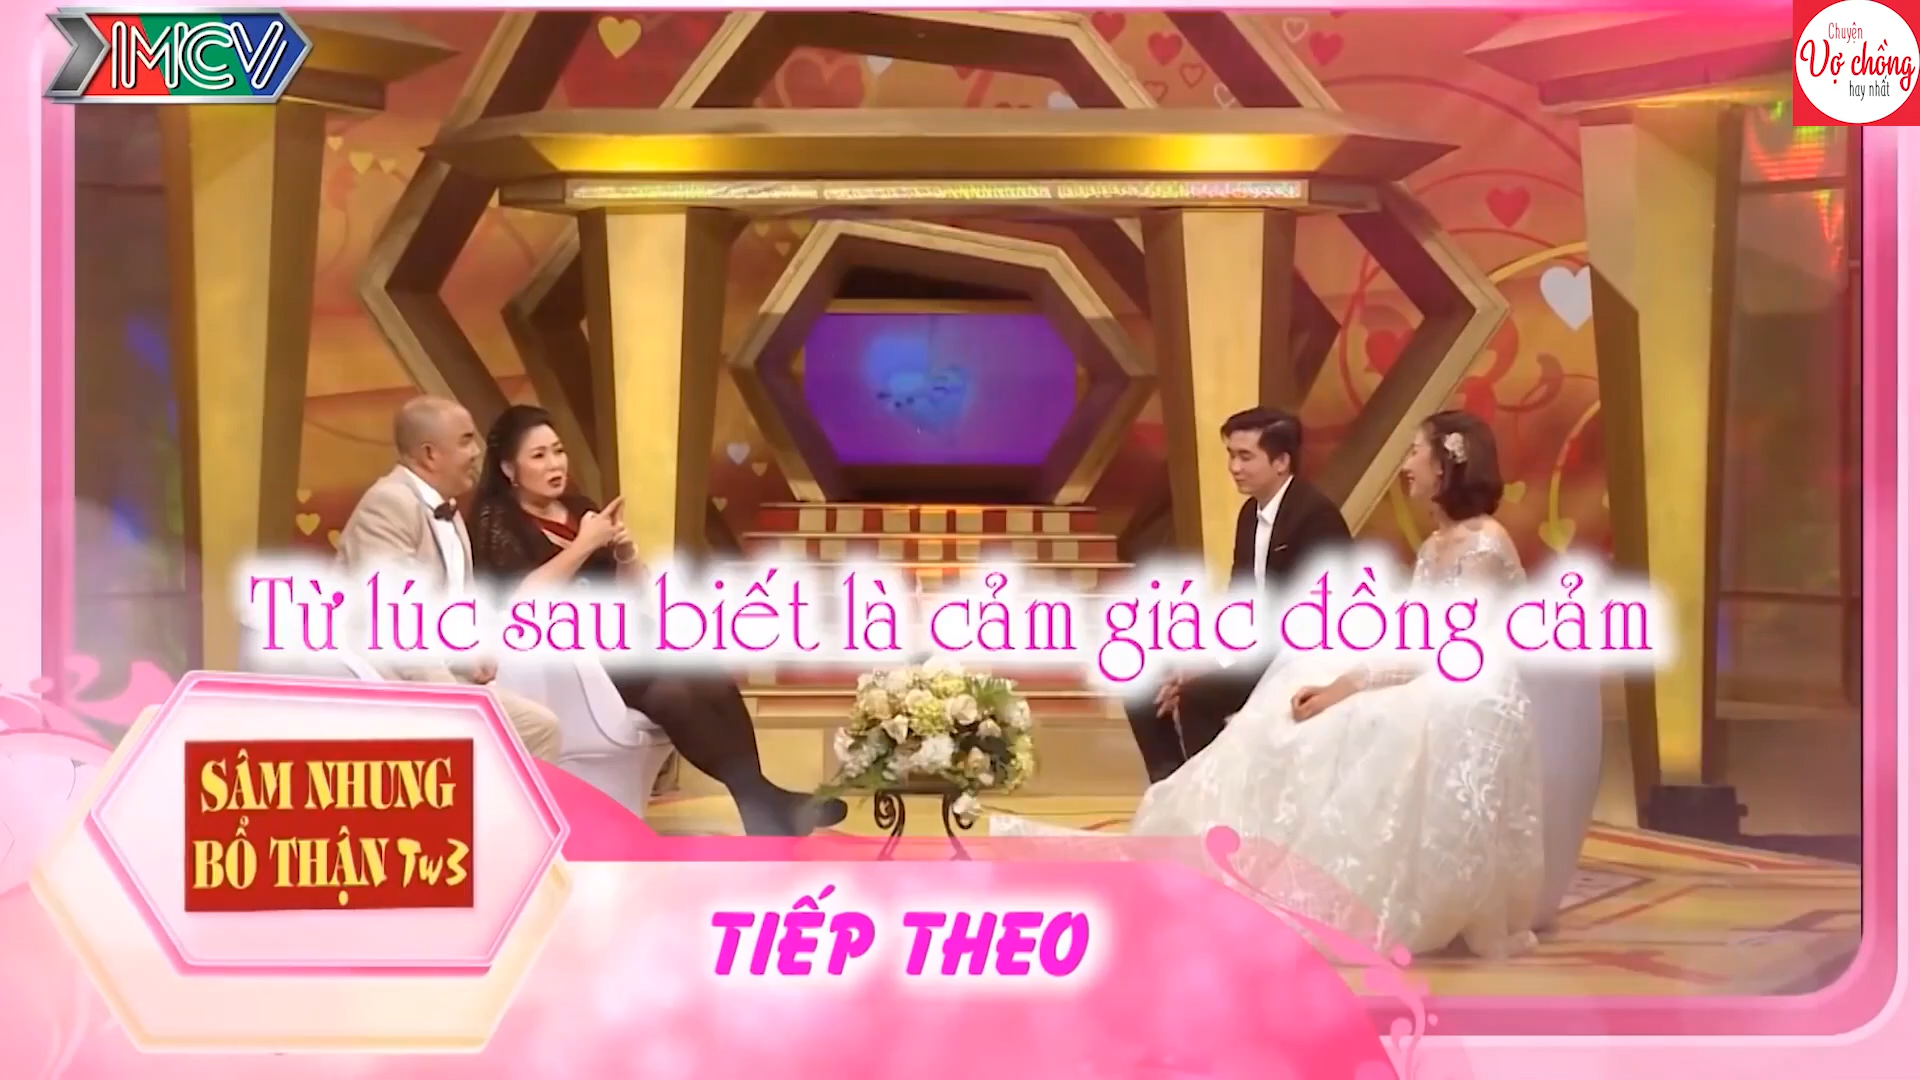 MCV
Chuyện
Vợ chồng
hay nhất
Từ lúc sau biết là cảm giác đồng cảm
SÂM NHUNG
BỔ THẬN Tw3
TIẾP THEO